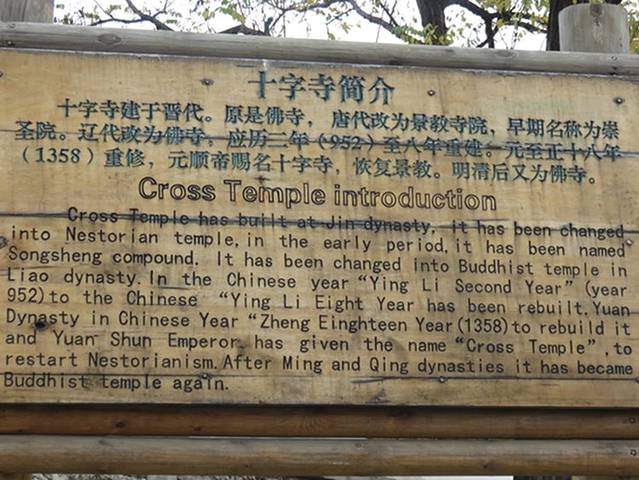 十字寺简介
十字寺建于晋代。原是佛寺，唐代改为景教寺院，早期名称为崇
圣院。辽代改为佛寺，应历二年（952）至八年重建。元至正十八年
（1358）重修，元顺帝赐名十字寺，恢复景教。明清后又为佛寺。
Cross Temple introduction
Cross Temple has built at Jin dynasty, it has been changed
into Nestorian temple, in the early period, it has been named
Songsheng compound. It has been changed into Buddhist temple in
Liao dynasty. In the Chinese year “Ying Li Second Year” (year
952) to the Chinese “Ying Li Eight Year has been rebuilt. Yuan
Dynasty in Chinese Year “Zheng Einghteen Year (1358) to rebuild it
and Yuan Shun Emperor has given the name “Cross Temple”, to
restart Nestorianism. After Ming and Qing dynasties it has became
Buddhist temple again.